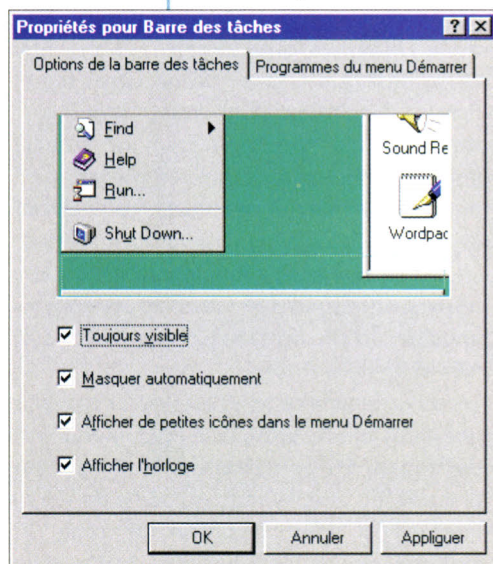 Propriétés pour Barre des tâches
Options de la barre des tâches
Programmes du menu Démarrer
Find
Help
Run...
Shut Down...
Sound Re
Wordpad
Toujours visible
Masquer automatiquement
Afficher de petites icônes dans le menu Démarrer
Afficher l'horloge
OK
Annuler
Appliquer